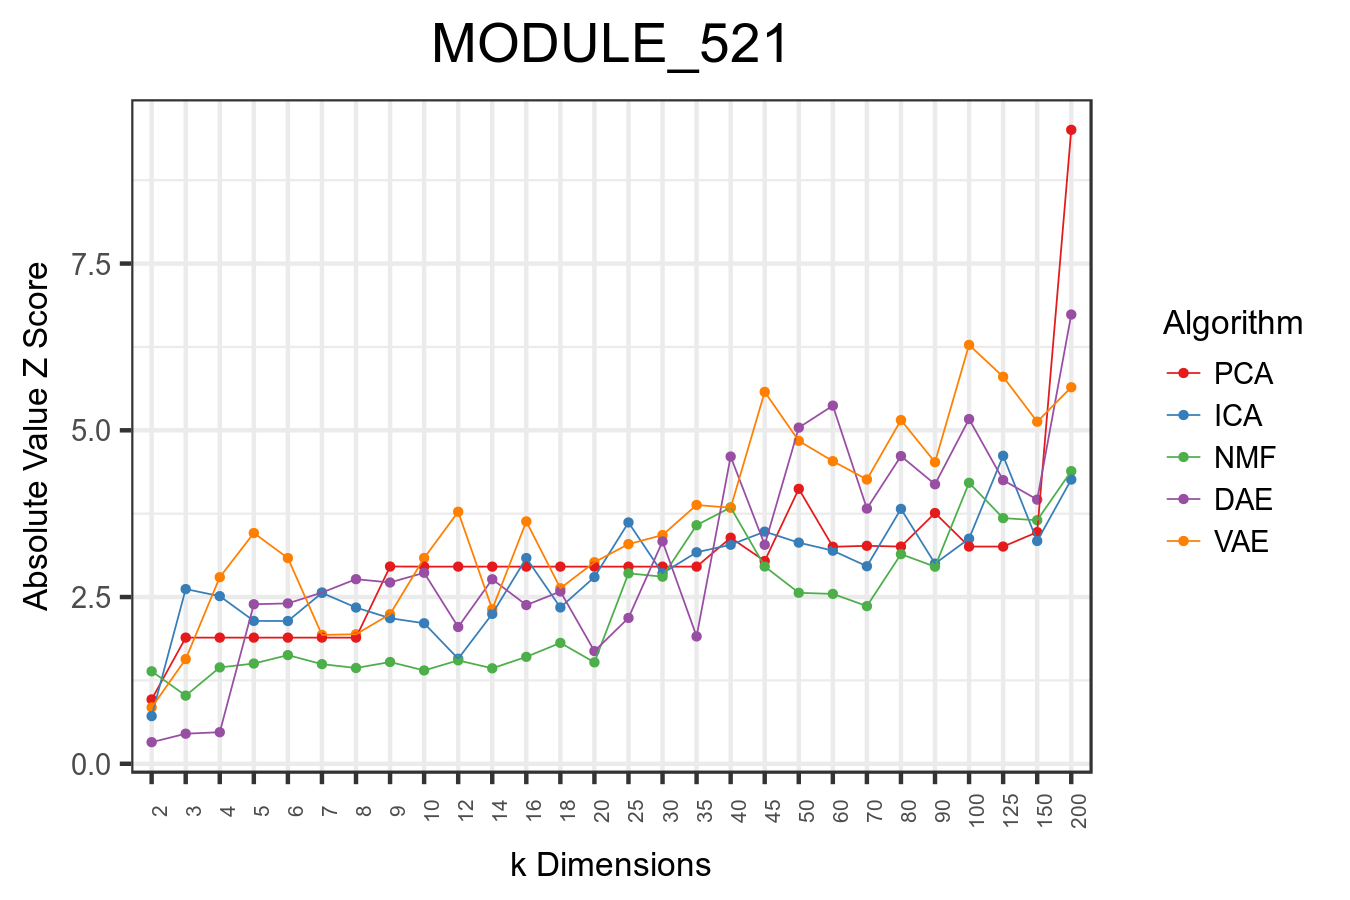 MODULE_521
Absolute Value Z Score
7.5
5.0
2.5
0.0
2 3 4 5 6 7 8 9 10 12 14 16 18 20 25 30 35 40 45 50 60 70 80 90 100 125 150 200
k Dimensions
Algorithm
PCA
ICA
NMF
DAE
VAE